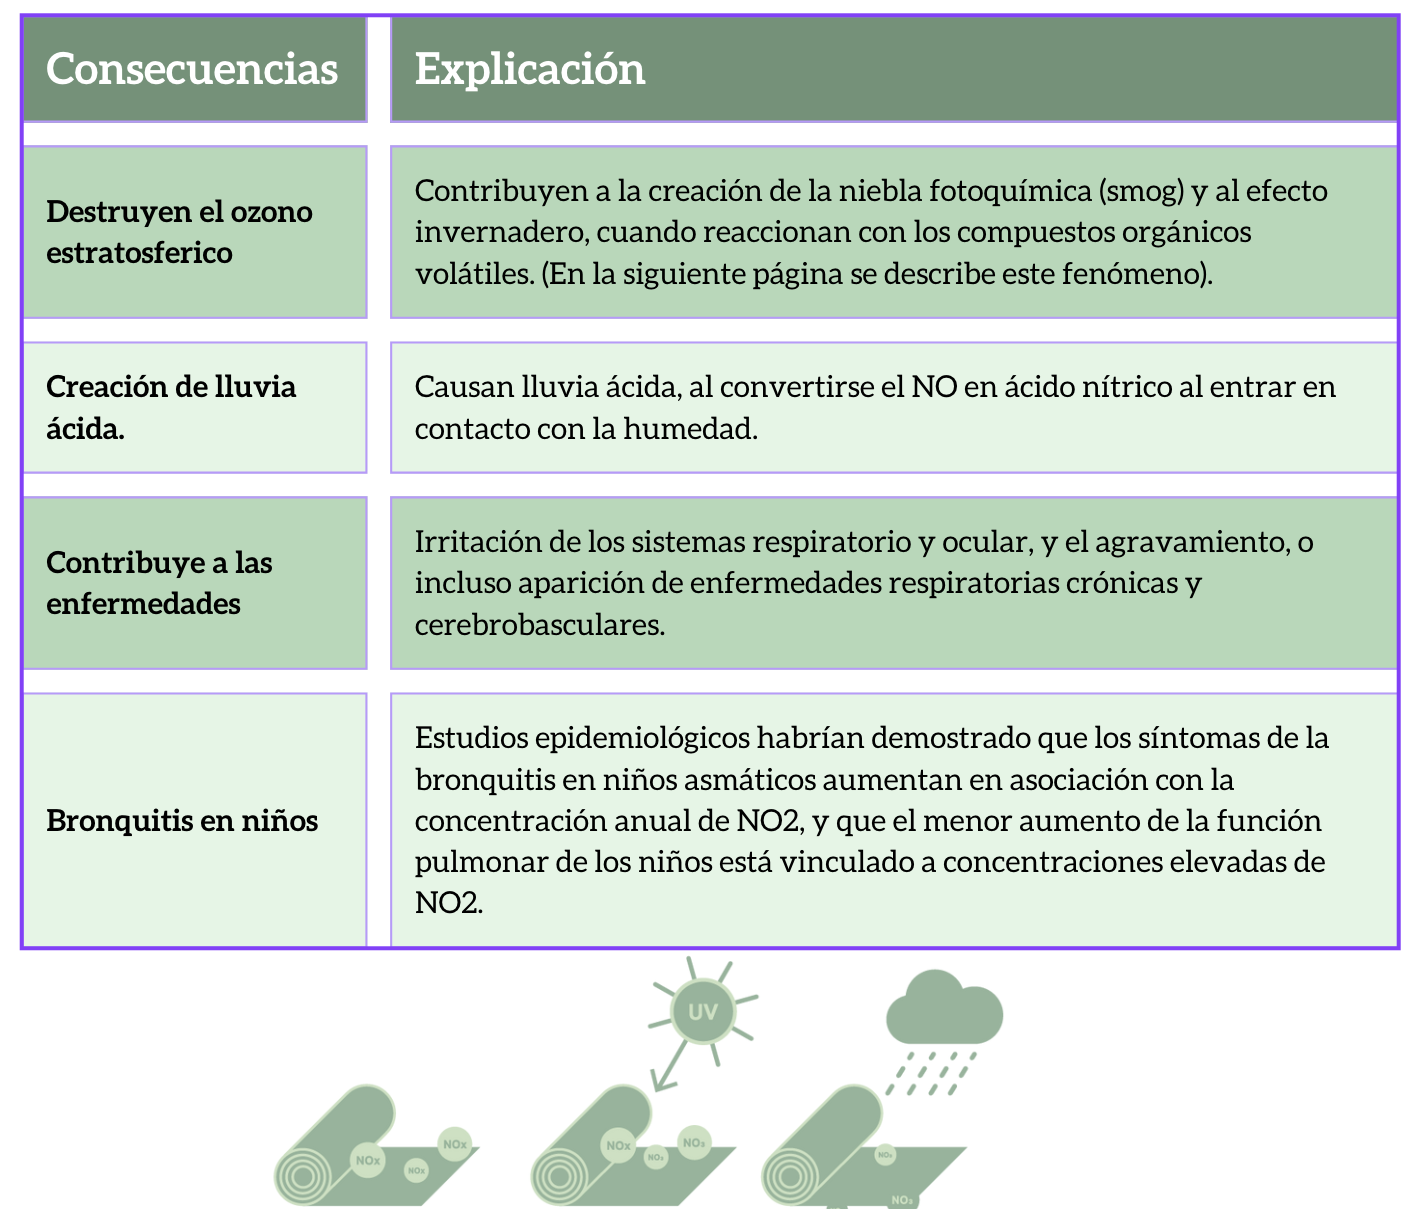 Consecuencias
Explicación
Destruyen el ozono
estratosferico
Contribuyen a la creación de la niebla fotoquímica (smog) y al efecto
invernadero, cuando reaccionan con los compuestos orgánicos
volátiles. (En la siguiente página se describe este fenómeno).
Creación de lluvia
ácida.
Causan lluvia ácida, al convertirse el NO en ácido nítrico al entrar en
contacto con la humedad.
Contribuye a las
enfermedades
Irritación de los sistemas respiratorio y ocular, y el agravamiento, o
incluso aparición de enfermedades respiratorias crónicas y
cerebrobasculares.
Bronquitis en niños
Estudios epidemiológicos habrían demostrado que los síntomas de la
bronquitis en niños asmáticos aumentan en asociación con la
concentración anual de NO2, y que el menor aumento de la función
pulmonar de los niños está vinculado a concentraciones elevadas de
NO2.
UV
NOx
NOx
NOx
NOx
NO₃